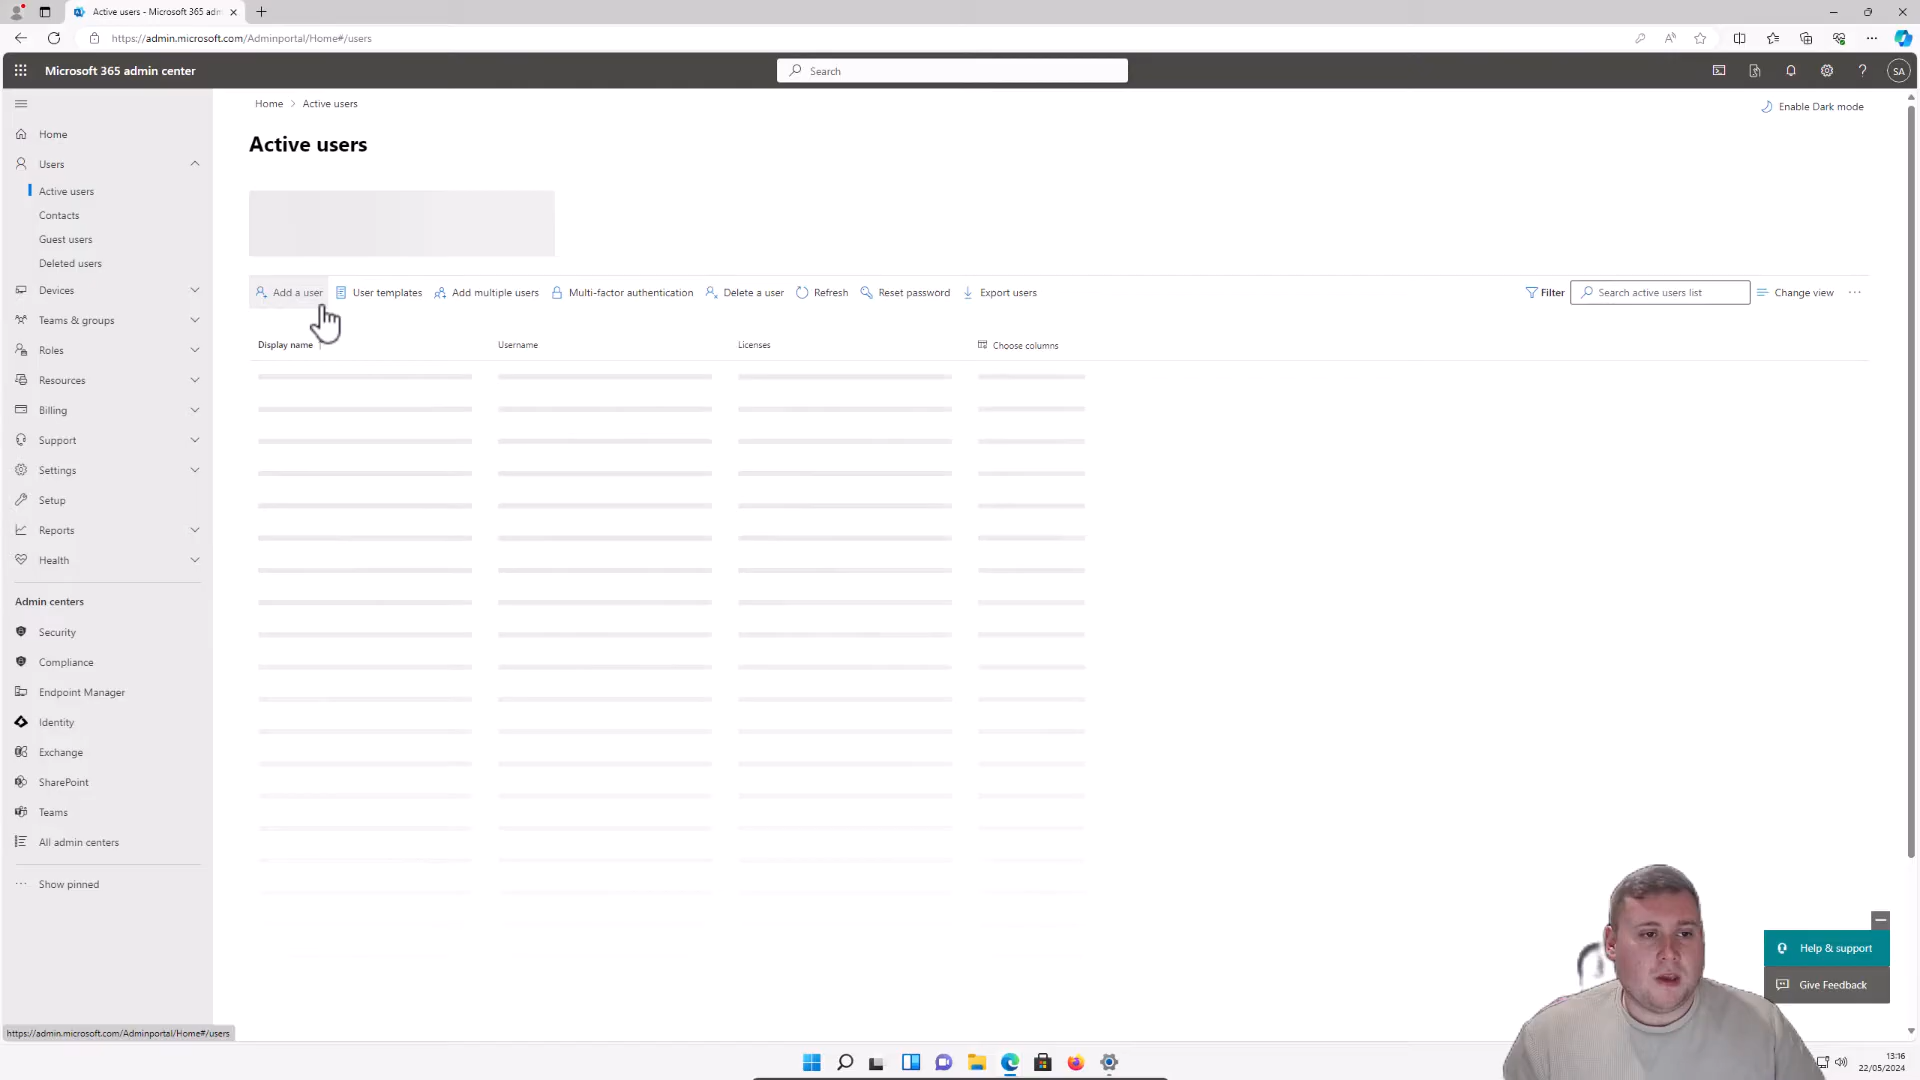 Active users - Microsoft 365 adm
https://admin.microsoft.com/Adminportal/Home#/users
Microsoft 365 admin center
Search
SA
Home > Active users
Enable Dark mode
Active users
Home
Users
Active users
Contacts
Guest users
Deleted users
Devices
Teams & groups
Roles
Resources
Billing
Support
Settings
Setup
Reports
Health
Admin centers
Security
Compliance
Endpoint Manager
Identity
Exchange
SharePoint
Teams
All admin centers
Show pinned
Add a user
User templates
Add multiple users
Multi-factor authentication
Delete a user
Refresh
Reset password
Export users
Filter
Search active users list
Change view
Display name
Username
Licenses
Choose columns
Help & support
Give Feedback
https://admin.microsoft.com/Adminportal/Home#/users
13:16
22/05/2024